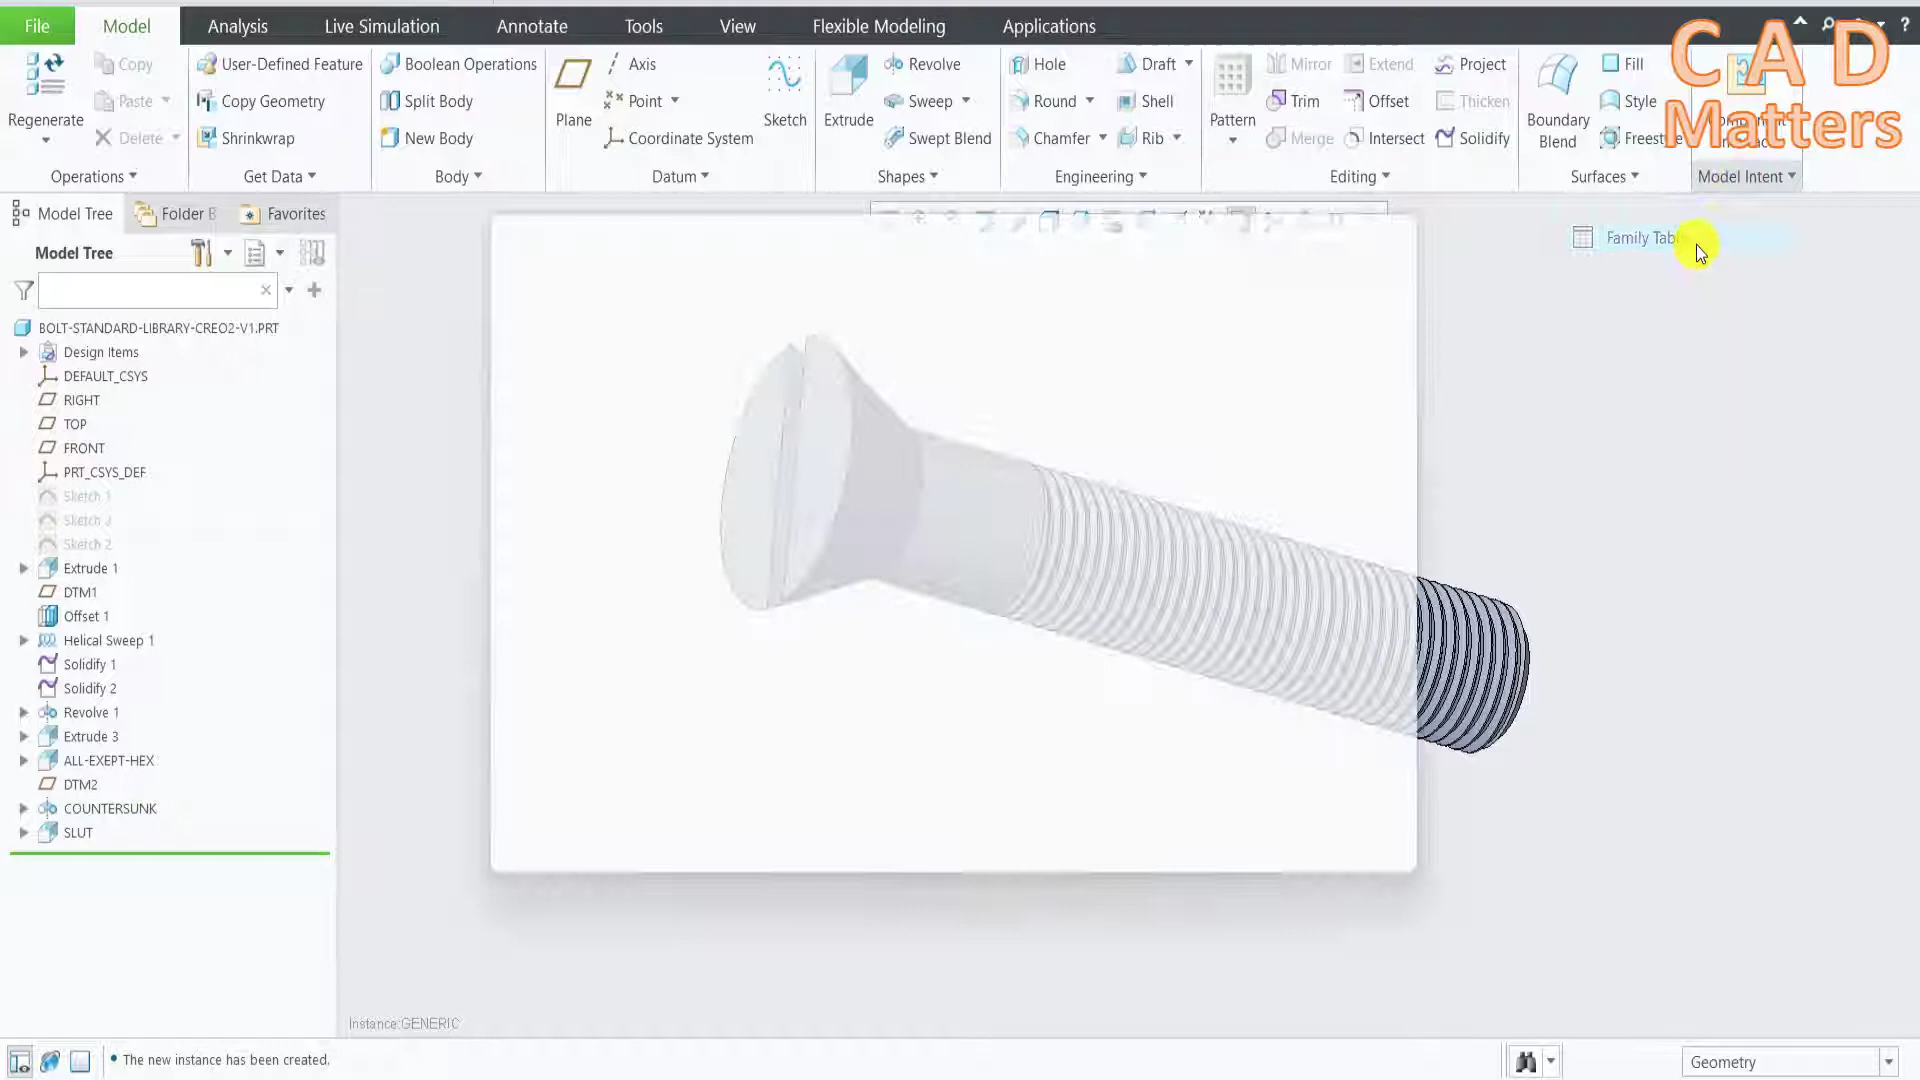 File Model Analysis Live Simulation Annotate Tools View Flexible Modeling Applications
CAD
Matters
Regenerate
Copy
Paste
Delete
Operations
User-Defined Feature
Copy Geometry
Shrinkwrap
Get Data
Boolean Operations
Split Body
New Body
Body
Plane
Axis
Point
Coordinate System
Sketch
Datum
Extrude
Revolve
Sweep
Swept Blend
Shapes
Hole
Round
Chamfer
Draft
Shell
Rib
Engineering
Pattern
Mirror
Trim
Merge
Extend
Offset
Intersect
Project
Thicken
Solidify
Editing
Boundary
Blend
Fill
Style
Surfaces
Model Intent
Family Tab
Model Tree Folder B Favorites
Model Tree
BOLT-STANDARD-LIBRARY-CREO2-V1.PRT
Design Items
DEFAULT_CSYS
RIGHT
TOP
FRONT
PRT_CSYS_DEF
Sketch 1
Sketch
Sketch 2
Extrude 1
DTM1
Offset 1
Helical Sweep 1
Solidify 1
Solidify 2
Revolve 1
Extrude 3
ALL-EXEPT-HEX
DTM2
COUNTERSUNK
SLUT
Instance:GENERIC
The new instance has been created.
Geometry